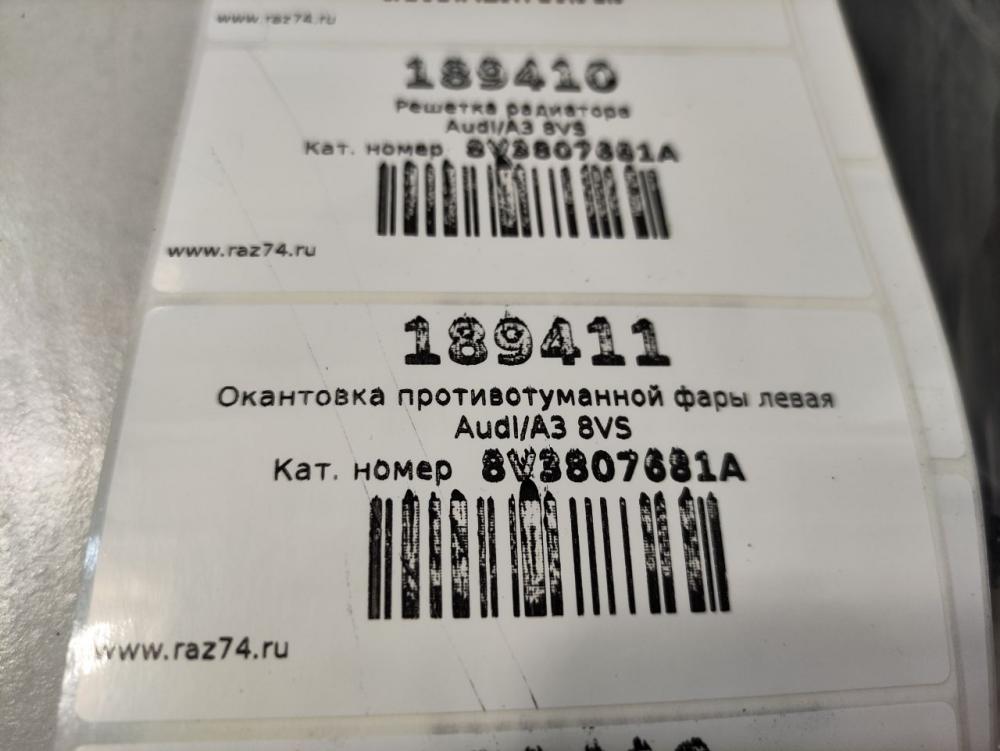 www.raz74.ru
189410
Решетка радиатора
Audi/A3 8VS
Кат. номер 8V3807681A
www.raz74.ru
189411
Окантовка противотуманной фары левая
Audi/A3 8VS
Кат. номер 8V3807681A
www.raz74.ru